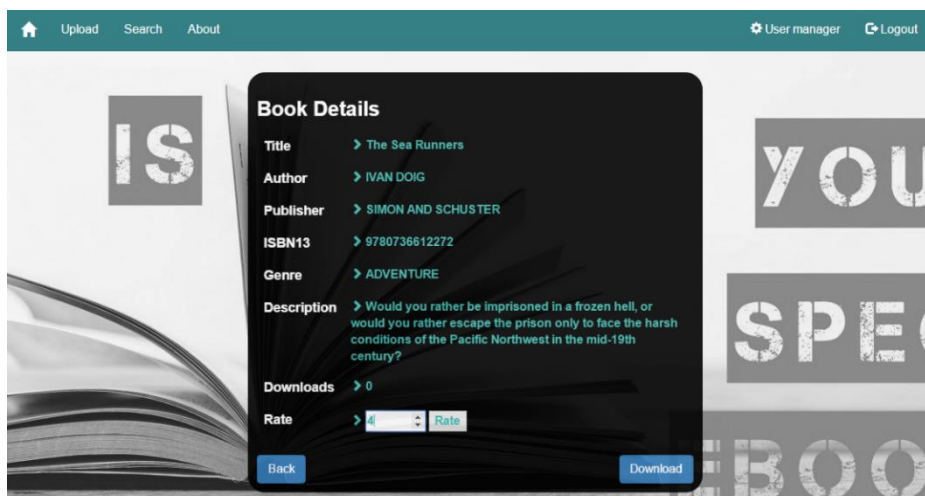 Upload Search About User manager Logout
IS
YOU
SPE
EBOO
Book Details
Title The Sea Runners
Author IVAN DOIG
Publisher SIMON AND SCHUSTER
ISBN13 9780736612272
Genre ADVENTURE
Description Would you rather be imprisoned in a frozen hell, or
would you rather escape the prison only to face the harsh
conditions of the Pacific Northwest in the mid-19th
century?
Downloads 0
Rate 4 Rate
Back Download